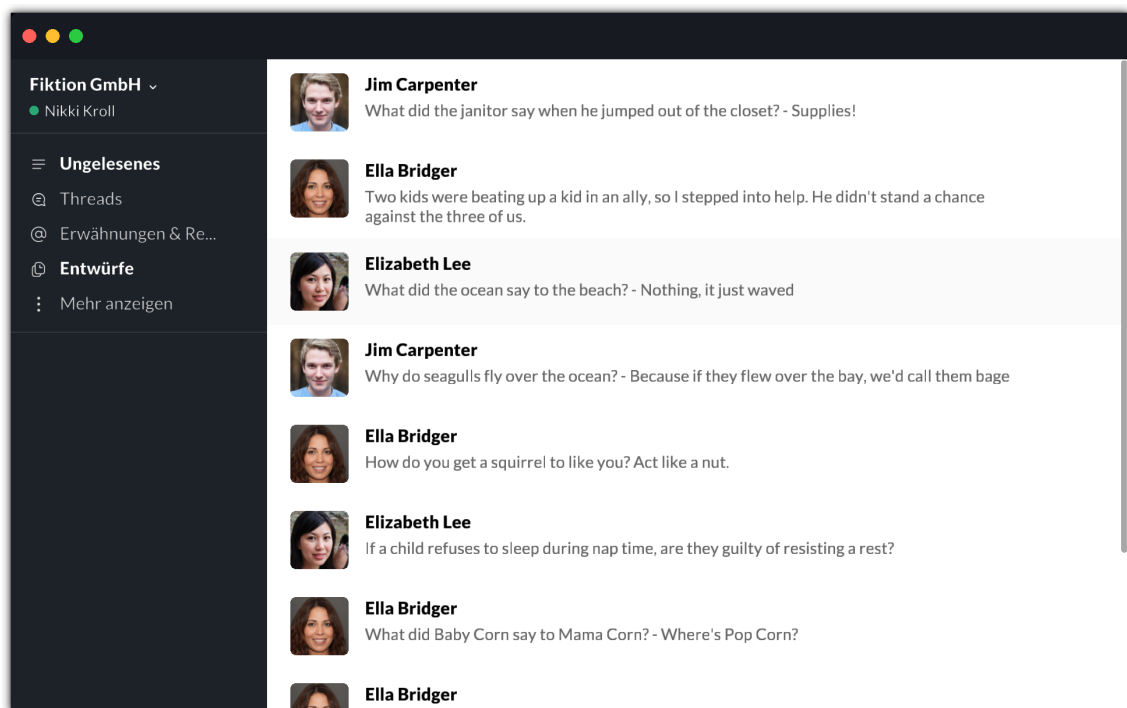 Fiktion GmbH
Nikki Kroll
Ungelesenes
Threads
Erwähnungen & Re...
Entwürfe
Mehr anzeigen
Jim Carpenter
What did the janitor say when he jumped out of the closet? - Supplies!
Ella Bridger
Two kids were beating up a kid in an ally, so I stepped into help. He didn't stand a chance
against the three of us.
Elizabeth Lee
What did the ocean say to the beach? - Nothing, it just waved
Jim Carpenter
Why do seagulls fly over the ocean? - Because if they flew over the bay, we'd call them bage
Ella Bridger
How do you get a squirrel to like you? Act like a nut.
Elizabeth Lee
If a child refuses to sleep during nap time, are they guilty of resisting a rest?
Ella Bridger
What did Baby Corn say to Mama Corn? - Where's Pop Corn?
Ella Bridger